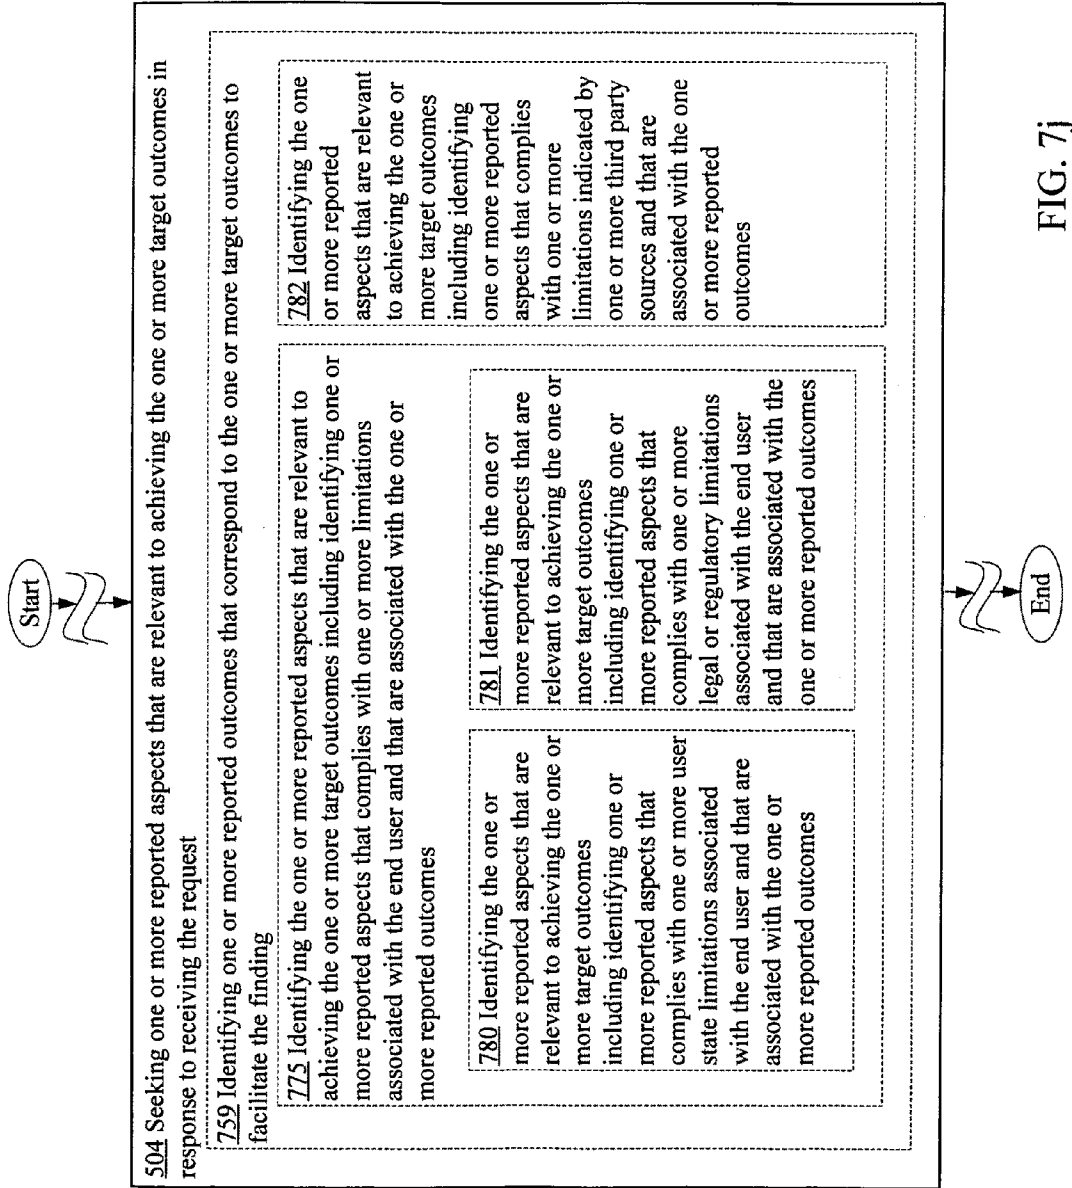 Start
504 Seeking one or more reported aspects that are relevant to achieving the one or more target outcomes in
response to receiving the request
759 Identifying one or more reported outcomes that correspond to the one or more target outcomes to
facilitate the finding
775 Identifying the one or more reported aspects that are relevant to
achieving the one or more target outcomes including identifying one or
more reported aspects that complies with one or more limitations
associated with the end user and that are associated with the one or
more reported outcomes
780 Identifying the one or
more reported aspects that are
relevant to achieving the one or
more target outcomes
including identifying one or
more reported aspects that
complies with one or more user
state limitations associated
with the end user and that are
associated with the one or
more reported outcomes
781 Identifying the one or
more reported aspects that are
relevant to achieving the one or
more target outcomes
including identifying one or
more reported aspects that
complies with one or more
legal or regulatory limitations
associated with the end user
and that are associated with the
one or more reported outcomes
782 Identifying the one
or more reported
aspects that are relevant
to achieving the one or
more target outcomes
including identifying
one or more reported
aspects that complies
with one or more
limitations indicated by
one or more third party
sources and that are
associated with the one
or more reported
outcomes
End
FIG. 7j